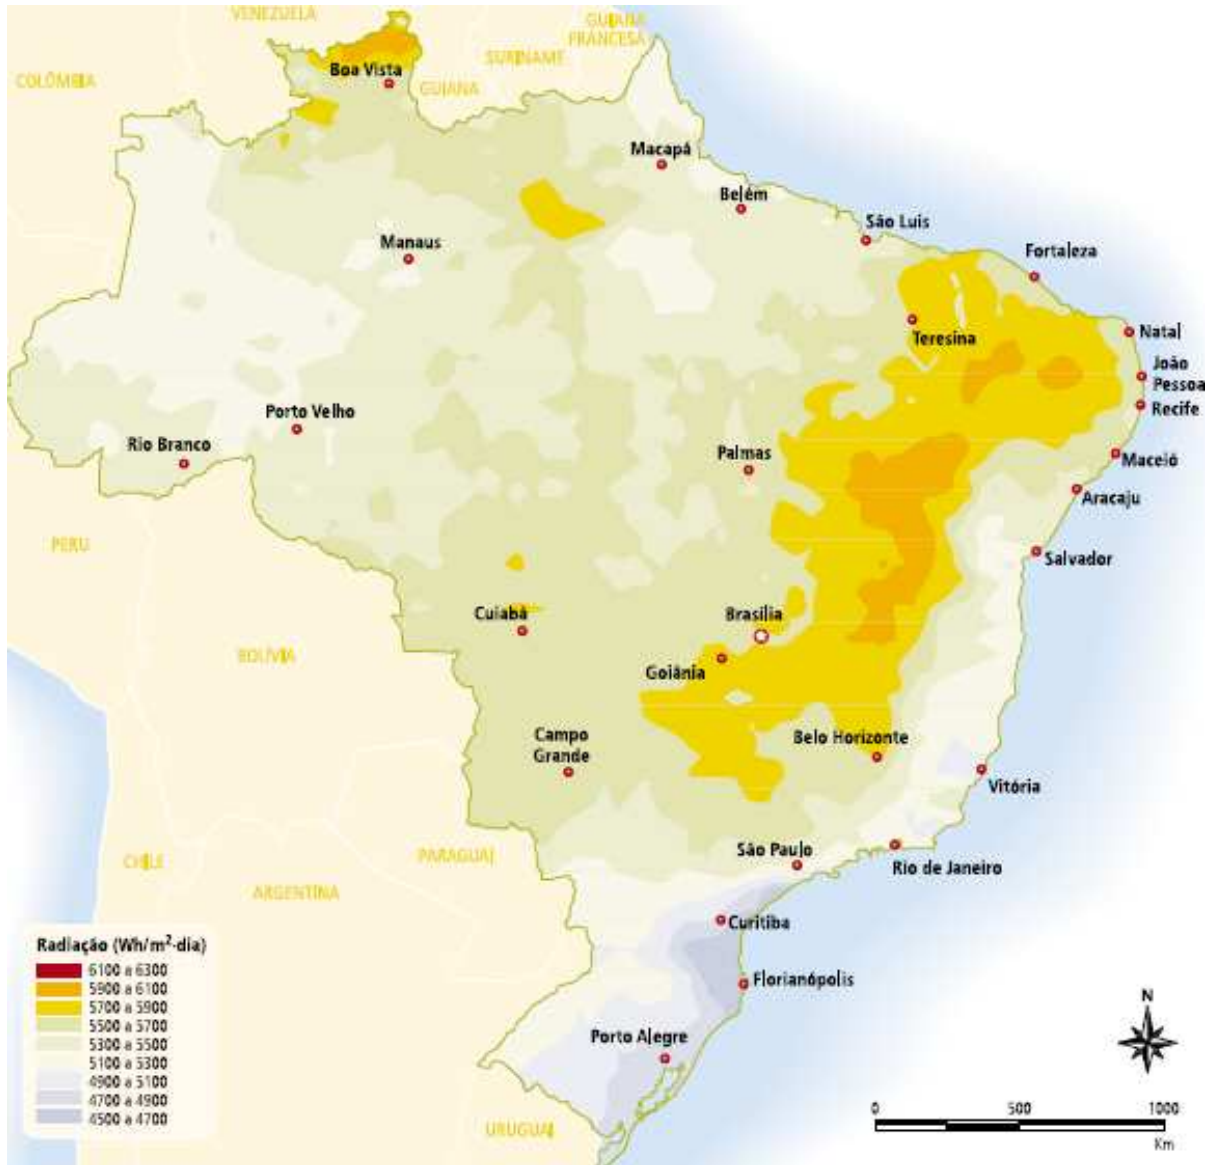 VENEZUELA
GUIANA
FRANCESA
SURINAME
COLÔMBIA
Boa Vista
GUIANA
Macapá
Belém
São Luis
Manaus
Fortaleza
Teresina
Natal
João
Pessoa
Porto Velho
Recife
Rio Branco
Palmas
Maceió
Aracaju
PERU
Salvador
Cuiabá
Brasília
BOLÍVIA
Goiânia
Campo
Grande
Belo Horizonte
Vitória
CHILE
PARAGUAI
São Paulo
Rio de Janeiro
ARGENTINA
Curitiba
Radiação (Wh/m²·dia)
6100 a 6300
5900 a 6100
5700 a 5900
5500 a 5700
5300 a 5500
5100 a 5300
4900 a 5100
4700 a 4900
4500 a 4700
Florianópolis
Porto Alegre
URUGUAI
N
0 500 1000
Km